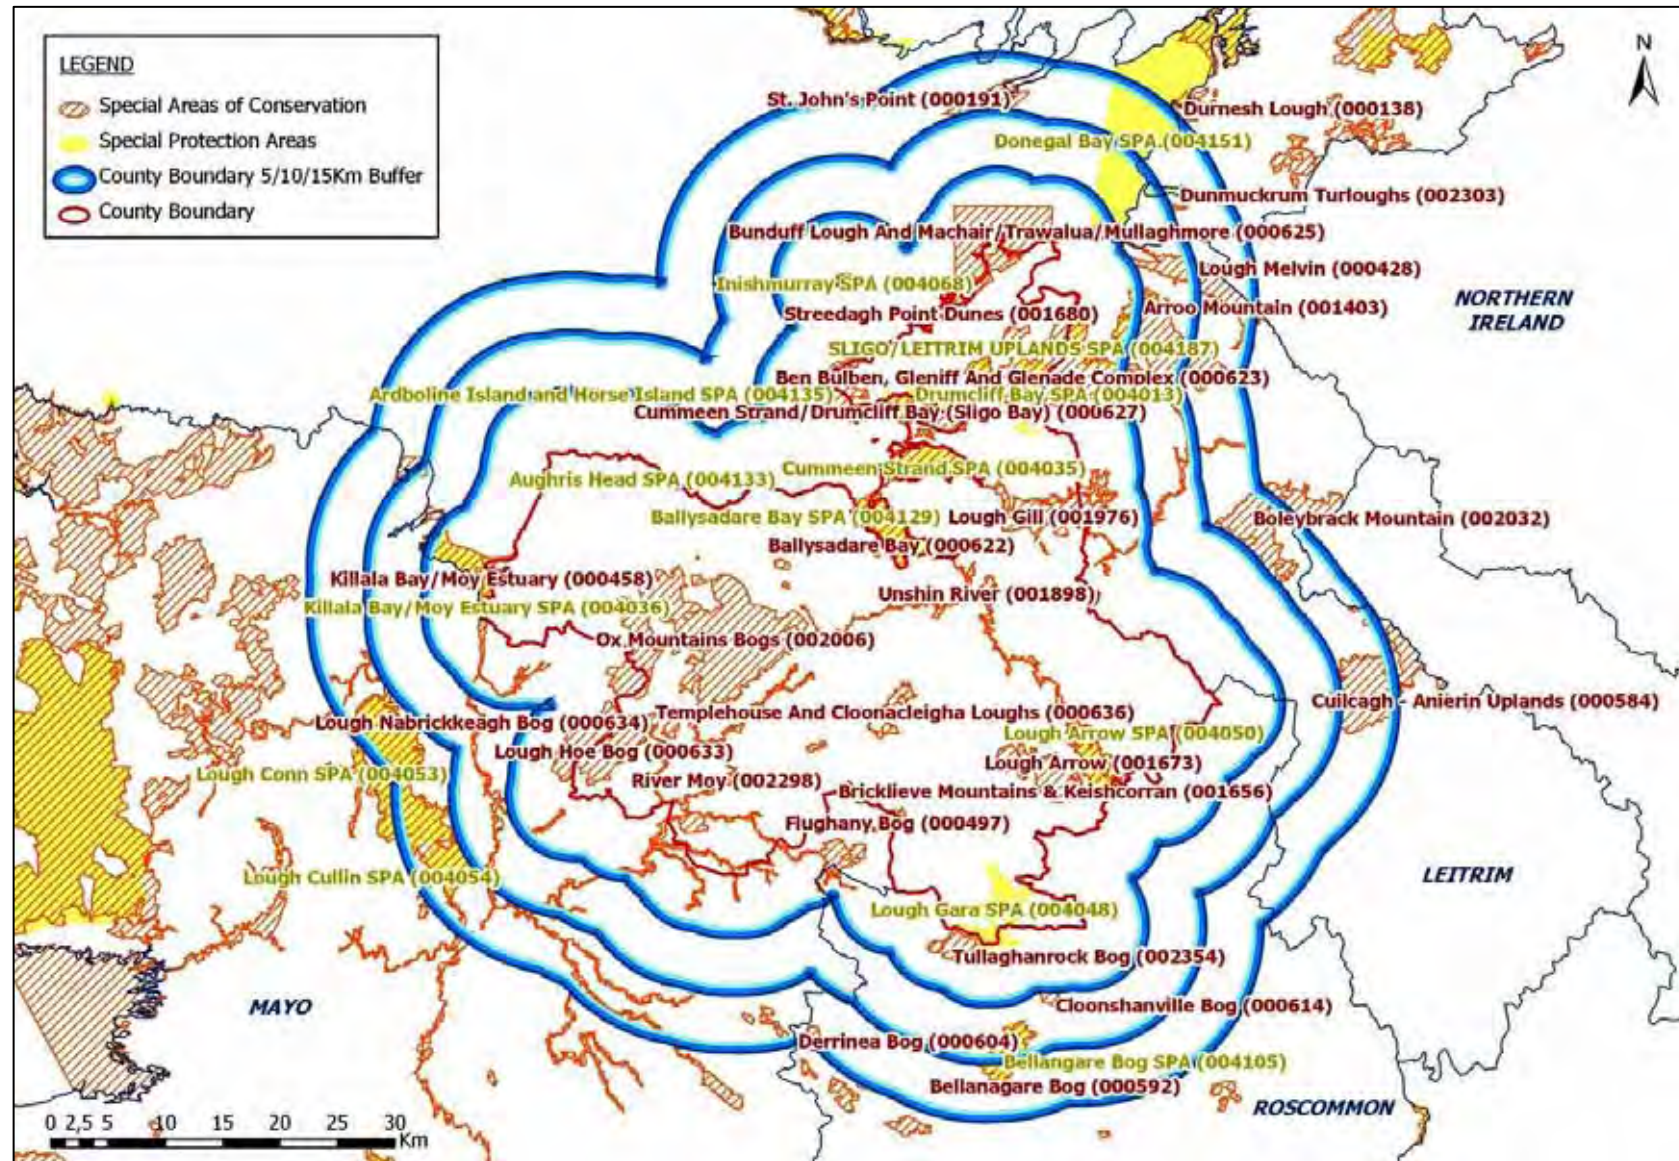 LEGEND
Special Areas of Conservation
Special Protection Areas
County Boundary 5/10/15Km Buffer
County Boundary
N
St. John's Point (000191)
Durnesh Lough (000138)
Donegal Bay SPA (004151)
Dunmuckrum Turloughs (002303)
Bunduff Lough And Machair/Trawalua/Mullaghmore (000625)
Lough Melvin (000428)
Inishmurray SPA (004068)
NORTHERN
IRELAND
Streedagh Point Dunes (001680)
Arroo Mountain (001403)
SLIGO/LEITRIM UPLANDS SPA (004187)
Ben Bulben, Gleniff And Glenade Complex (000623)
Ardboline Island and Horse Island SPA (004135)
Drumcliff Bay SPA (004013)
Cummeen Strand/Drumcliff Bay (Sligo Bay) (000627)
Cummeen Strand SPA (004035)
Aughris Head SPA (004133)
Ballysadare Bay SPA (004129)
Lough Gill (001976)
Boleybrack Mountain (002032)
Ballysadare Bay (000622)
Killala Bay/Moy Estuary (000458)
Unshin River (001898)
Killala Bay/Moy Estuary SPA (004036)
Ox Mountains Bogs (002006)
Cuilcagh - Anierin Uplands (000584)
Templehouse And Cloonacleigha Loughs (000636)
Lough Nabrickkeagh Bog (000634)
Lough Arrow SPA (004050)
Lough Hoe Bog (000633)
Lough Arrow (001673)
Lough Conn SPA (004053)
River Moy (002298)
Bricklieve Mountains & Keishcorran (001656)
Flughany Bog (000497)
LEITRIM
Lough Cullin SPA (004054)
Lough Gara SPA (004048)
Tullaghanrock Bog (002354)
MAYO
Cloonshanville Bog (000614)
Derrinea Bog (000604)
Bellangare Bog SPA (004105)
Bellanagare Bog (000592)
ROSCOMMON
0 2,5 5 10 15 20 25 30
Km